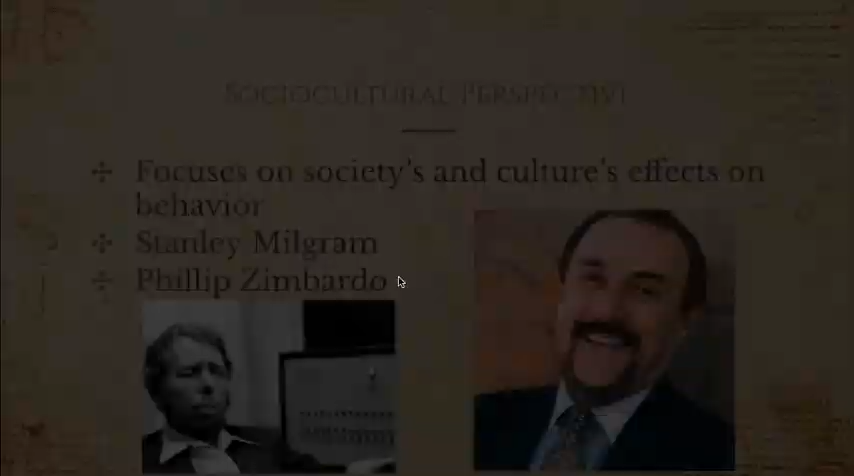 Sociocultural Perspective
Focuses on society's and culture's effects on
behavior
Stanley Milgram
Phillip Zimbardo